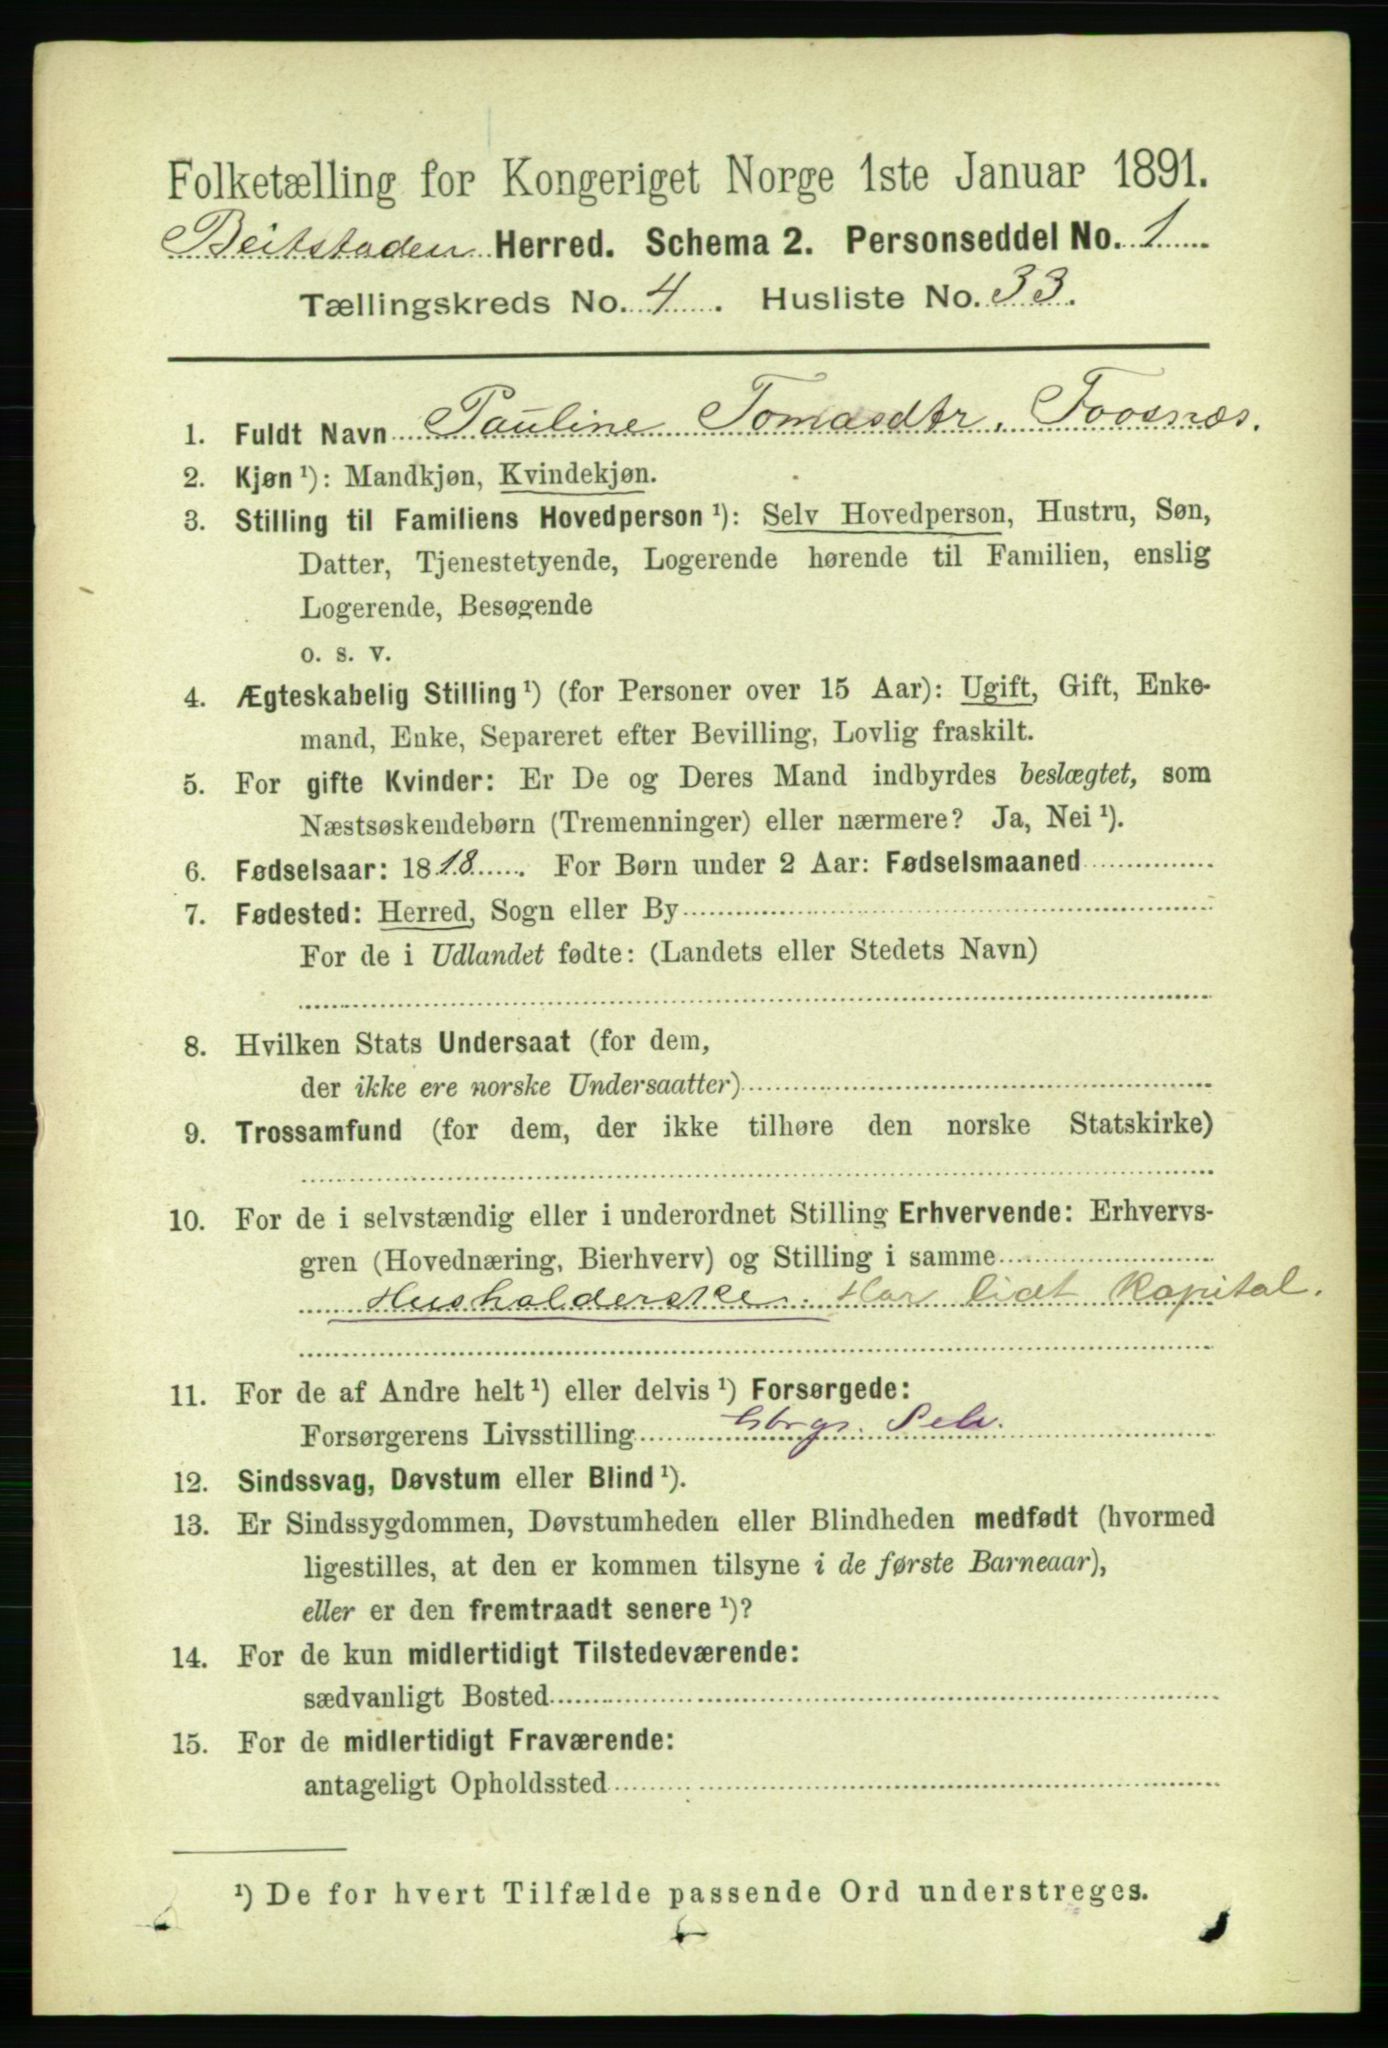 Folketælling for Kongeriget Norge 1ste Januar 1891.
Beitstaden Herred. Schema 2. Personseddel No. 1
Tællingskreds No. 4. Husliste No. 33.
1. Fuldt Navn Pauline Tomasdtr. Foosnæs.
2. Kjøn ¹): Mandkjøn, Kvindekjøn.
3. Stilling til Familiens Hovedperson ¹): Selv Hovedperson, Hustru, Søn,
Datter, Tjenestetyende, Logerende hørende til Familien, enslig
Logerende, Besøgende
o. s. v.
4. Ægteskabelig Stilling ¹) (for Personer over 15 Aar): Ugift, Gift, Enke-
mand, Enke, Separeret efter Bevilling, Lovlig fraskilt.
5. For gifte Kvinder: Er De og Deres Mand indbyrdes beslægtet, som
Næstsøskendebørn (Tremenninger) eller nærmere? Ja, Nei ¹).
6. Fødselsaar: 1818. For Børn under 2 Aar: Fødselsmaaned
7. Fødested: Herred, Sogn eller By
For de i Udlandet fødte: (Landets eller Stedets Navn)
8. Hvilken Stats Undersaat (for dem,
der ikke ere norske Undersaatter)
9. Trossamfund (for dem, der ikke tilhøre den norske Statskirke)
10. For de i selvstændig eller i underordnet Stilling Erhvervende: Erhvervs-
gren (Hovednæring, Bierhverv) og Stilling i samme
Husholderske. Har lidt Kapital.
11. For de af Andre helt ¹) eller delvis ¹) Forsørgede:
Forsørgerens Livsstilling Selv.
12. Sindssvag, Døvstum eller Blind ¹).
13. Er Sindssygdommen, Døvstumheden eller Blindheden medfødt (hvormed
ligestilles, at den er kommen tilsyne i de første Barneaar),
eller er den fremtraadt senere ¹)?
14. For de kun midlertidigt Tilstedeværende:
sædvanligt Bosted
15. For de midlertidigt Fraværende:
antageligt Opholdssted
¹) De for hvert Tilfælde passende Ord understreges.